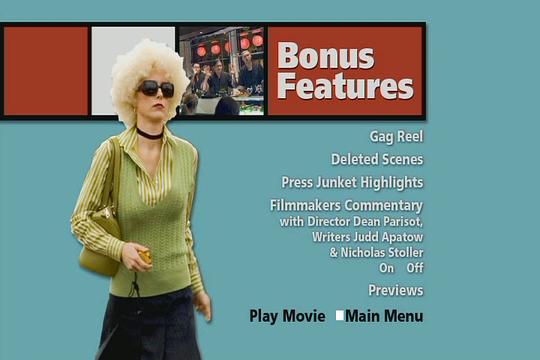 Bonus
Features
Gag Reel
Deleted Scenes
Press Junket Highlights
Filmmakers Commentary
with Director Dean Parisot,
Writers Judd Apatow
& Nicholas Stoller
On Off
Previews
Play Movie Main Menu